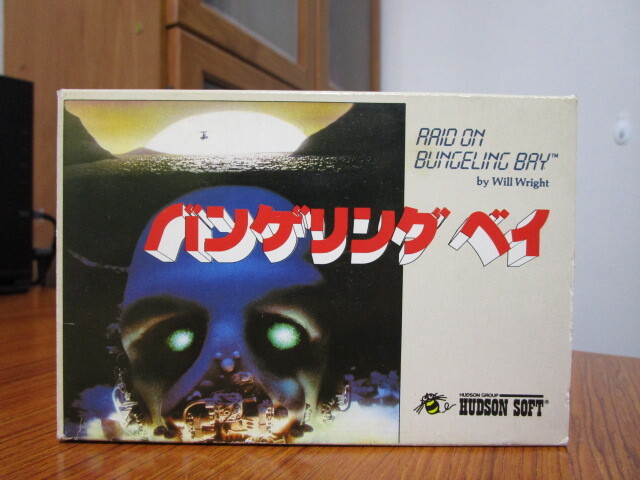 RAID ON
BUNGELING BAY™
by Will Wright
バンゲリング ベイ
HUDSON GROUP
HUDSON SOFT®